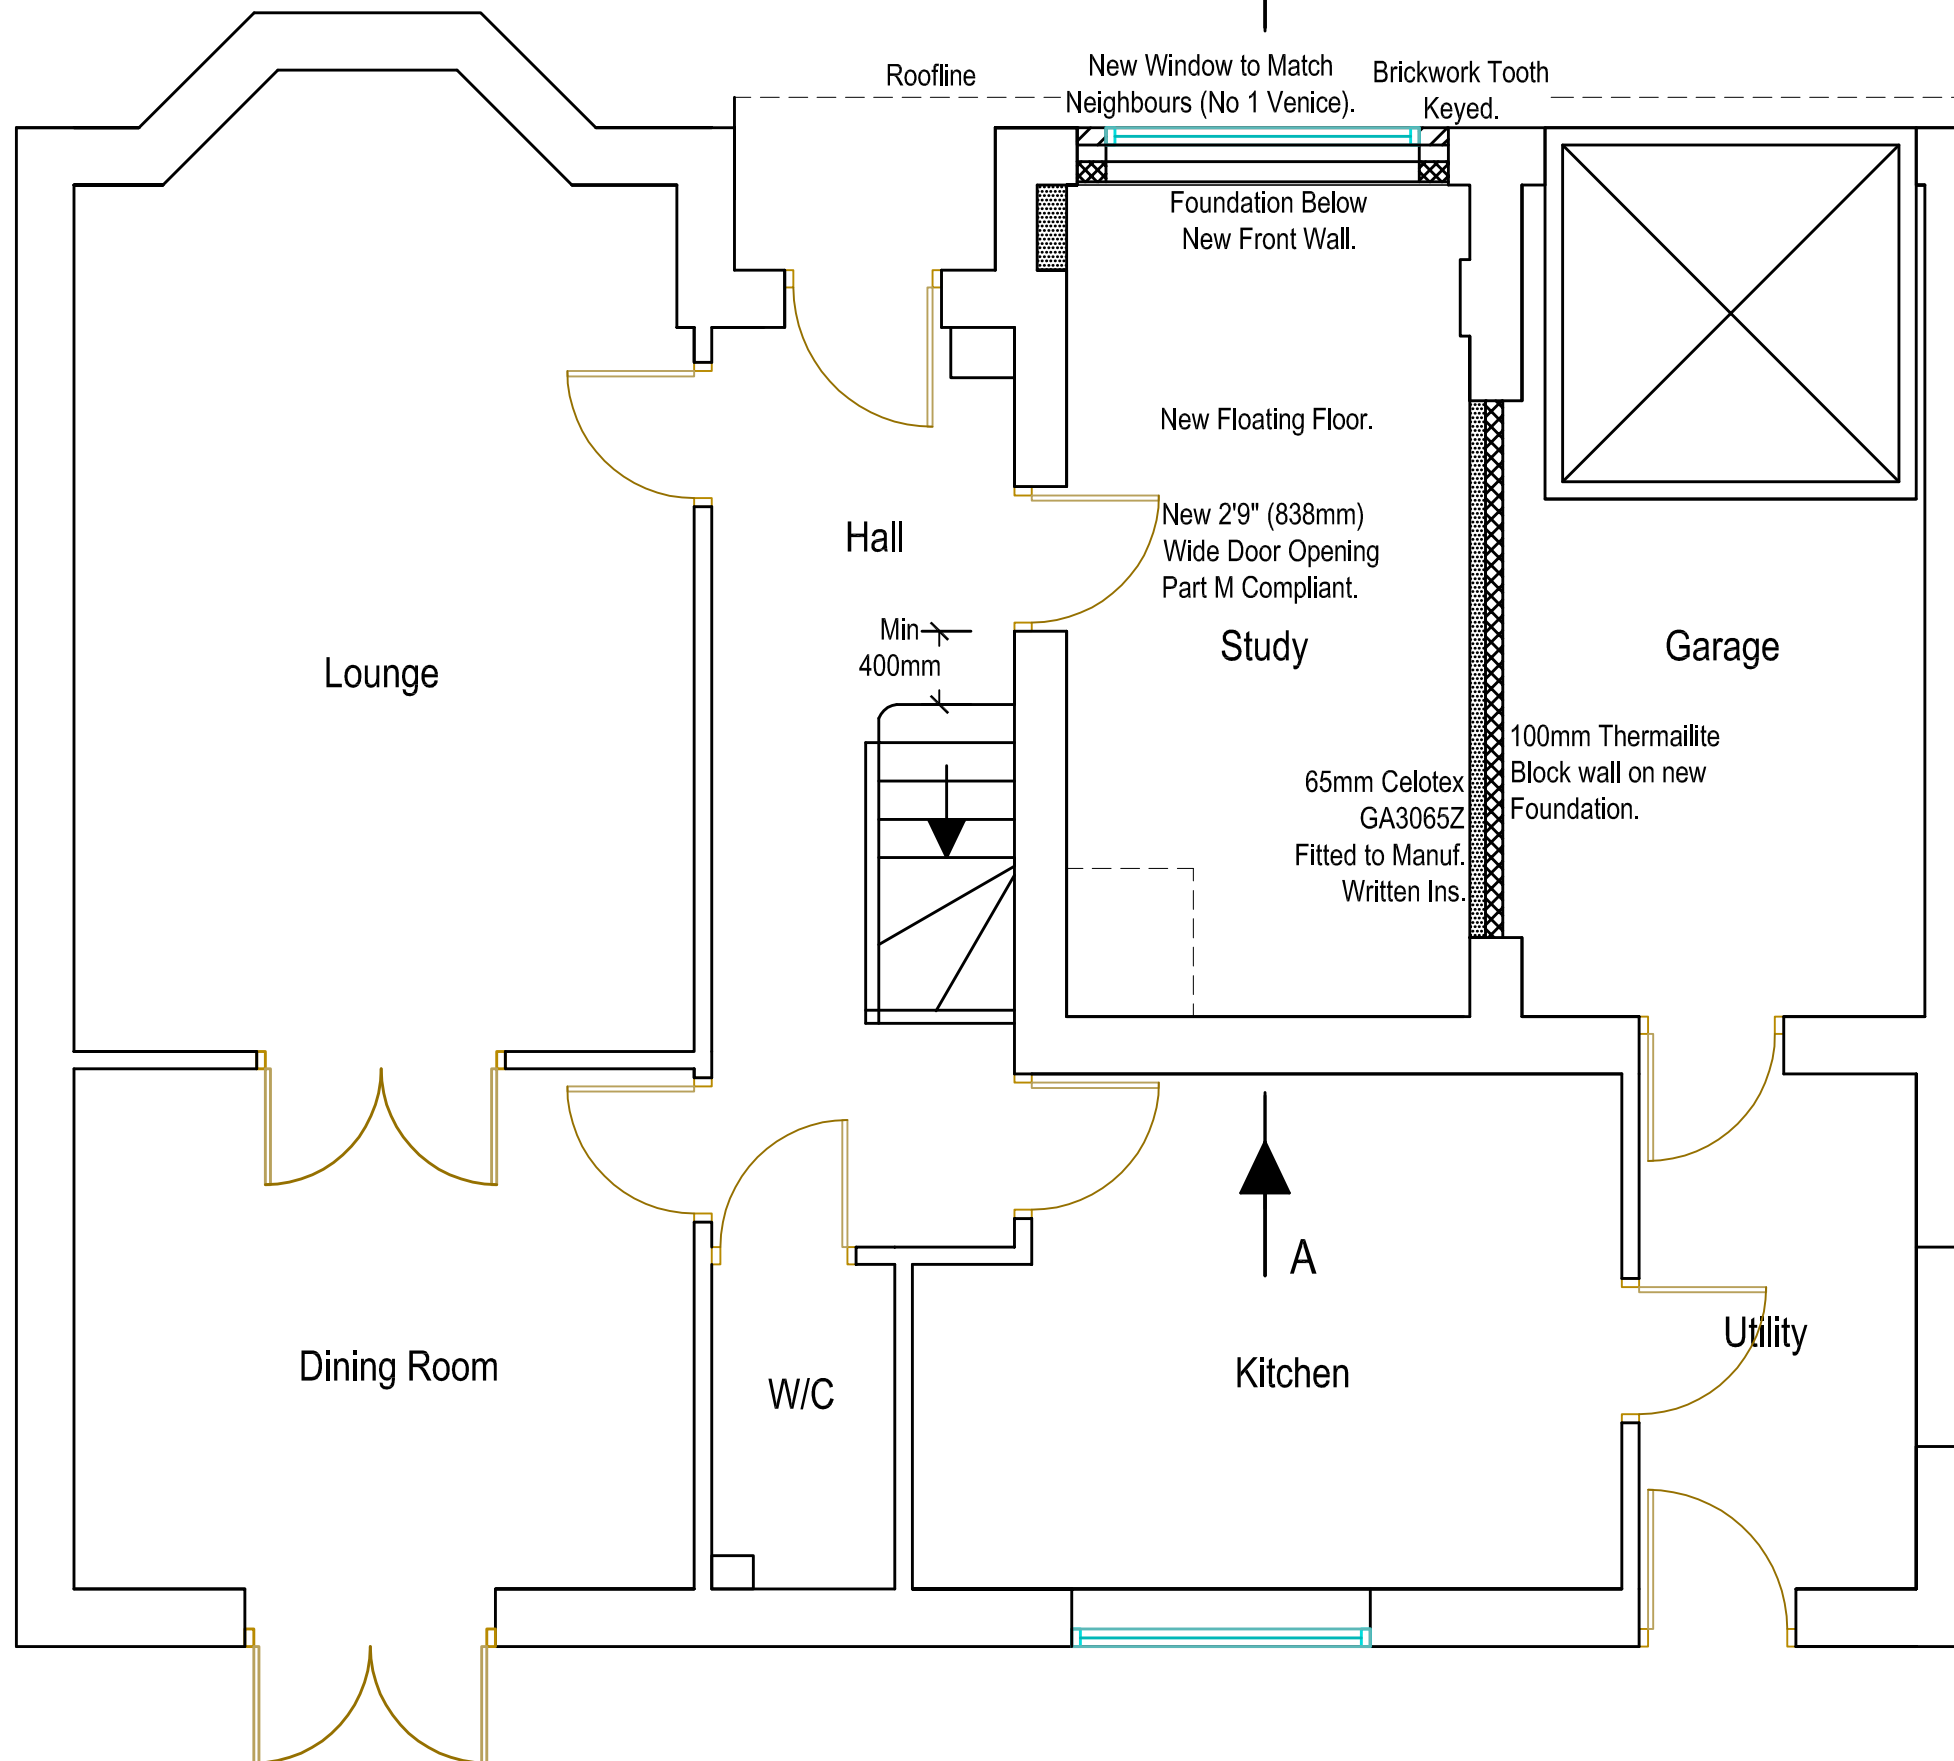 Roofline
New Window to Match
Neighbours (No 1 Venice).
Brickwork Tooth
Keyed.
Foundation Below
New Front Wall.
New Floating Floor.
New 2'9" (838mm)
Wide Door Opening
Part M Compliant.
Hall
Min
400mm
Lounge
Study
Garage
100mm Thermailite
Block wall on new
Foundation.
65mm Celotex
GA3065Z
Fitted to Manuf.
Written Ins.
A
Utility
Dining Room
W/C
Kitchen